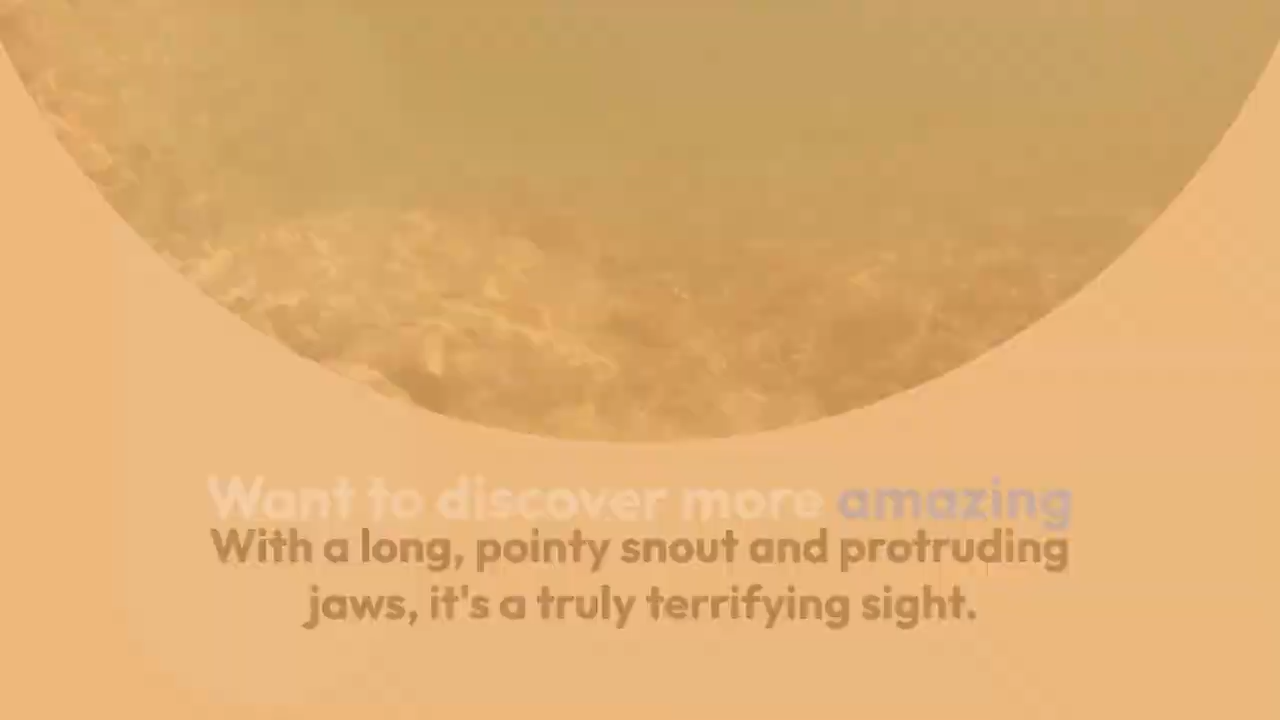 Want to discover more amazing
With a long, pointy snout and protruding
jaws, it's a truly terrifying sight.